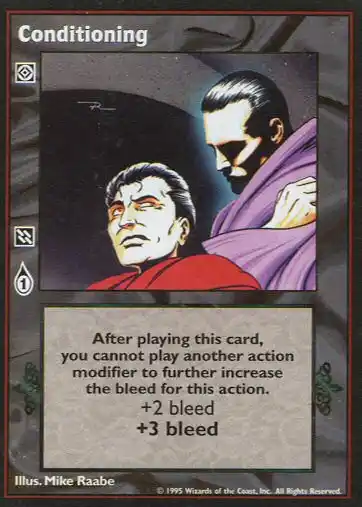 Conditioning
1
After playing this card,
you cannot play another action
modifier to further increase
the bleed for this action.
+2 bleed
+3 bleed
Illus. Mike Raabe
© 1995 Wizards of the Coast, Inc. All Rights Reserved.